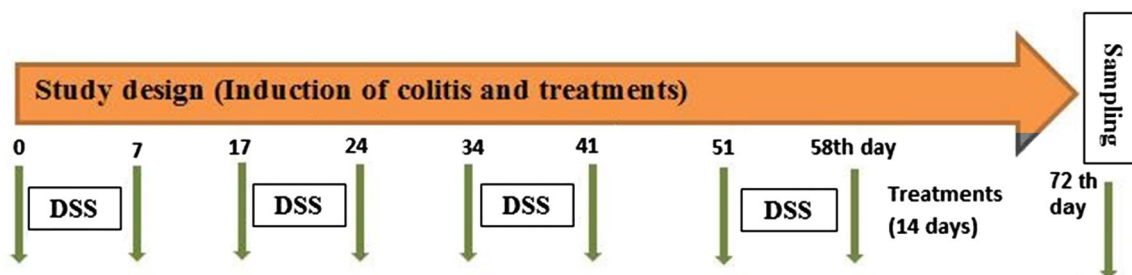 Study design (Induction of colitis and treatments)
Sampling
0 7 17 24 34 41 51 58th day
DSS DSS DSS DSS
Treatments
(14 days)
72 th
day